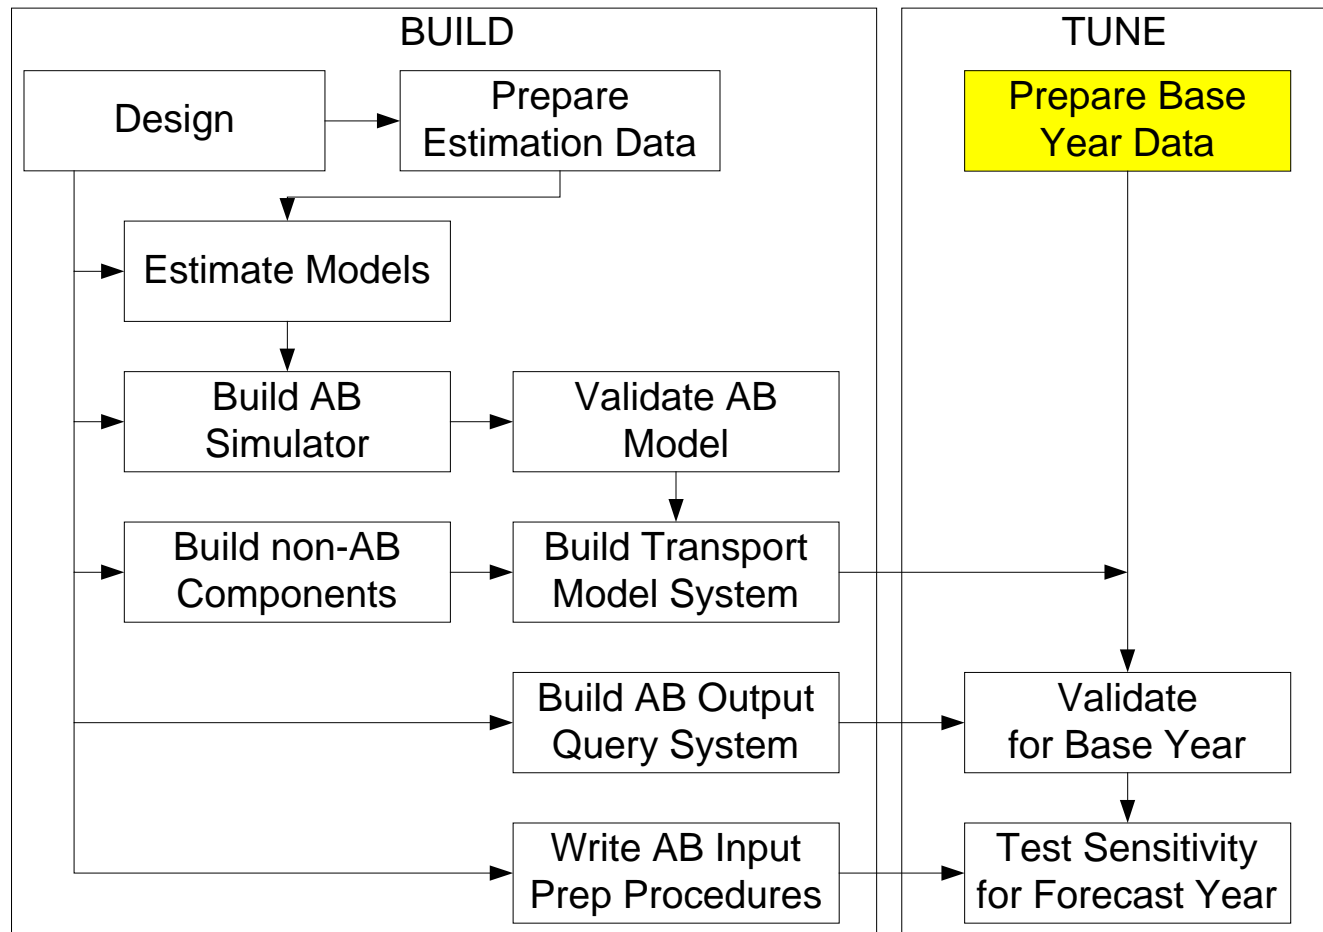 BUILD
TUNE
Design
Prepare
Estimation Data
Prepare Base
Year Data
Estimate Models
Build AB
Simulator
Validate AB
Model
Build non-AB
Components
Build Transport
Model System
Build AB Output
Query System
Validate
for Base Year
Write AB Input
Prep Procedures
Test Sensitivity
for Forecast Year